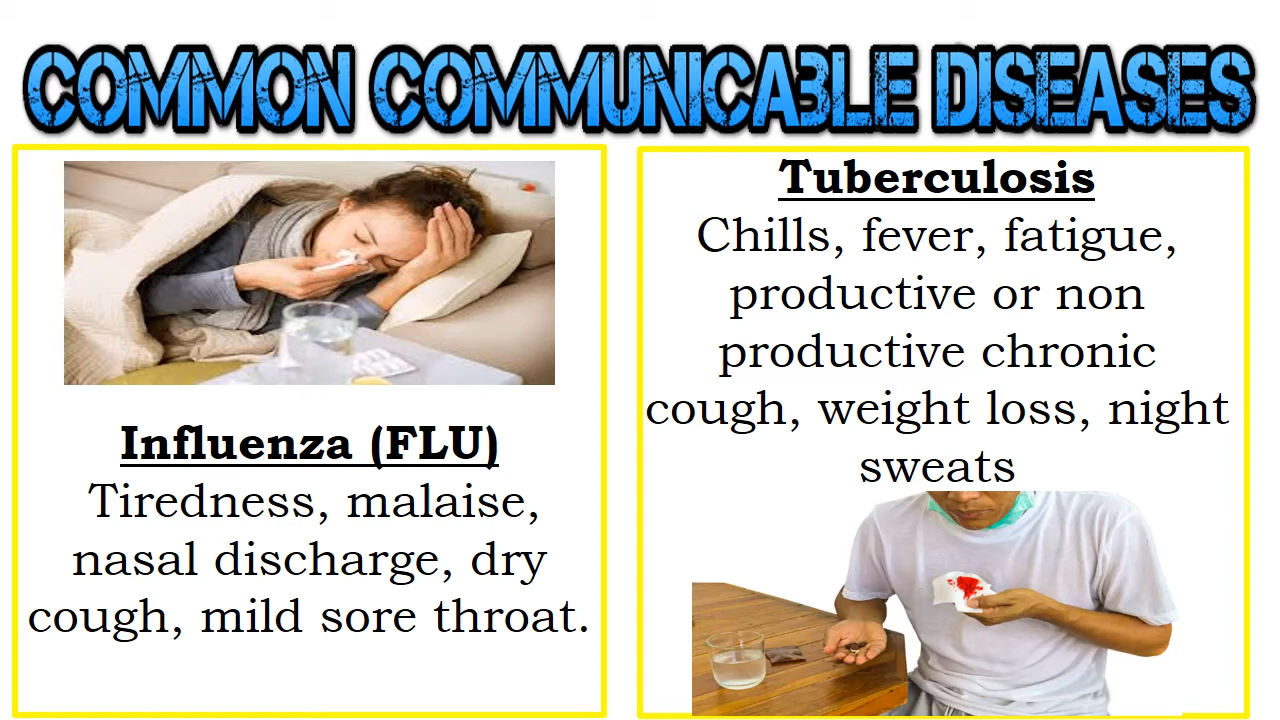 COMMON COMMUNICABLE DISEASES
Influenza (FLU)
Tiredness, malaise,
nasal discharge, dry
cough, mild sore throat.
Tuberculosis
Chills, fever, fatigue,
productive or non
productive chronic
cough, weight loss, night
sweats